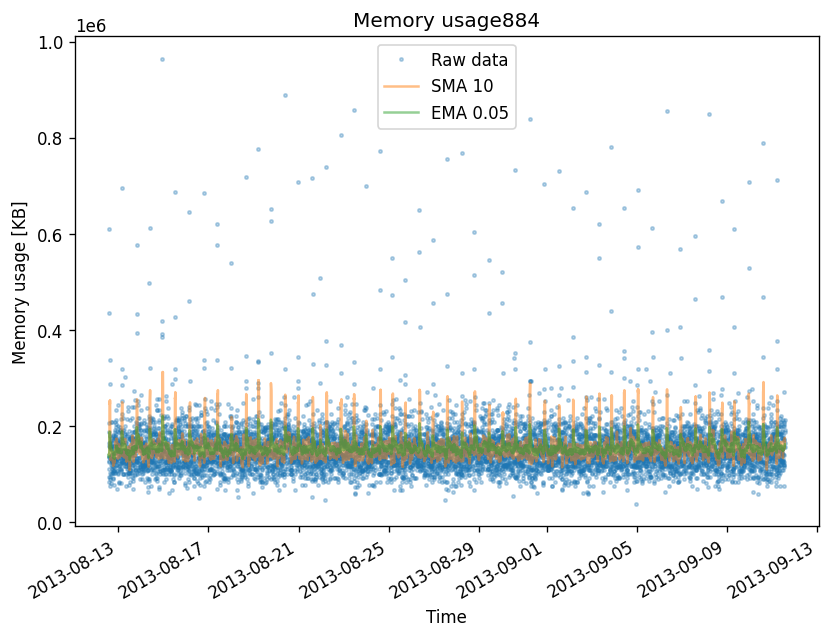 Memory usage884
1e6
Raw data
SMA 10
EMA 0.05
1.0
0.8
0.6
0.4
0.2
0.0
Memory usage [KB]
2013-08-13
2013-08-17
2013-08-21
2013-08-25
2013-08-29
2013-09-01
2013-09-05
2013-09-09
2013-09-13
Time